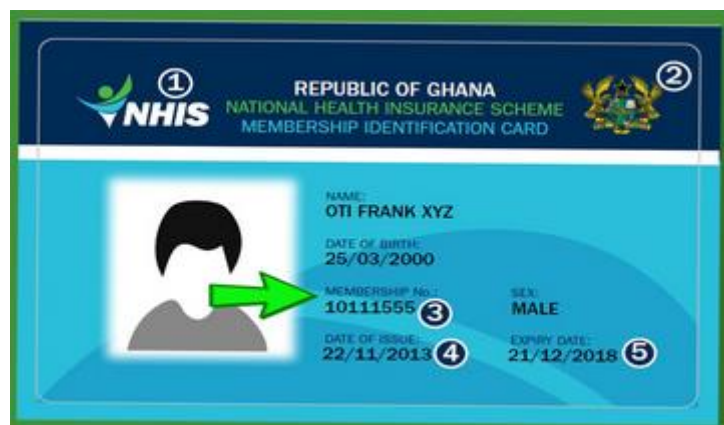 ①
②
NHIS
REPUBLIC OF GHANA
NATIONAL HEALTH INSURANCE SCHEME
MEMBERSHIP IDENTIFICATION CARD
NAME:
OTI FRANK XYZ
DATE OF BIRTH:
25/03/2000
MEMBERSHIP No.:
10111555 ③
SEX:
MALE
DATE OF ISSUE:
22/11/2013 ④
EXPIRY DATE:
21/12/2018 ⑤